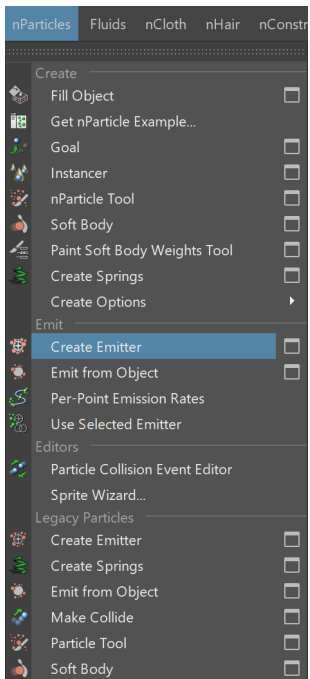 nParticles Fluids nCloth nHair nConstr
Create
Fill Object
Get nParticle Example...
Goal
Instancer
nParticle Tool
Soft Body
Paint Soft Body Weights Tool
Create Springs
Create Options
Emit
Create Emitter
Emit from Object
Per-Point Emission Rates
Use Selected Emitter
Editors
Particle Collision Event Editor
Sprite Wizard...
Legacy Particles
Create Emitter
Create Springs
Emit from Object
Make Collide
Particle Tool
Soft Body